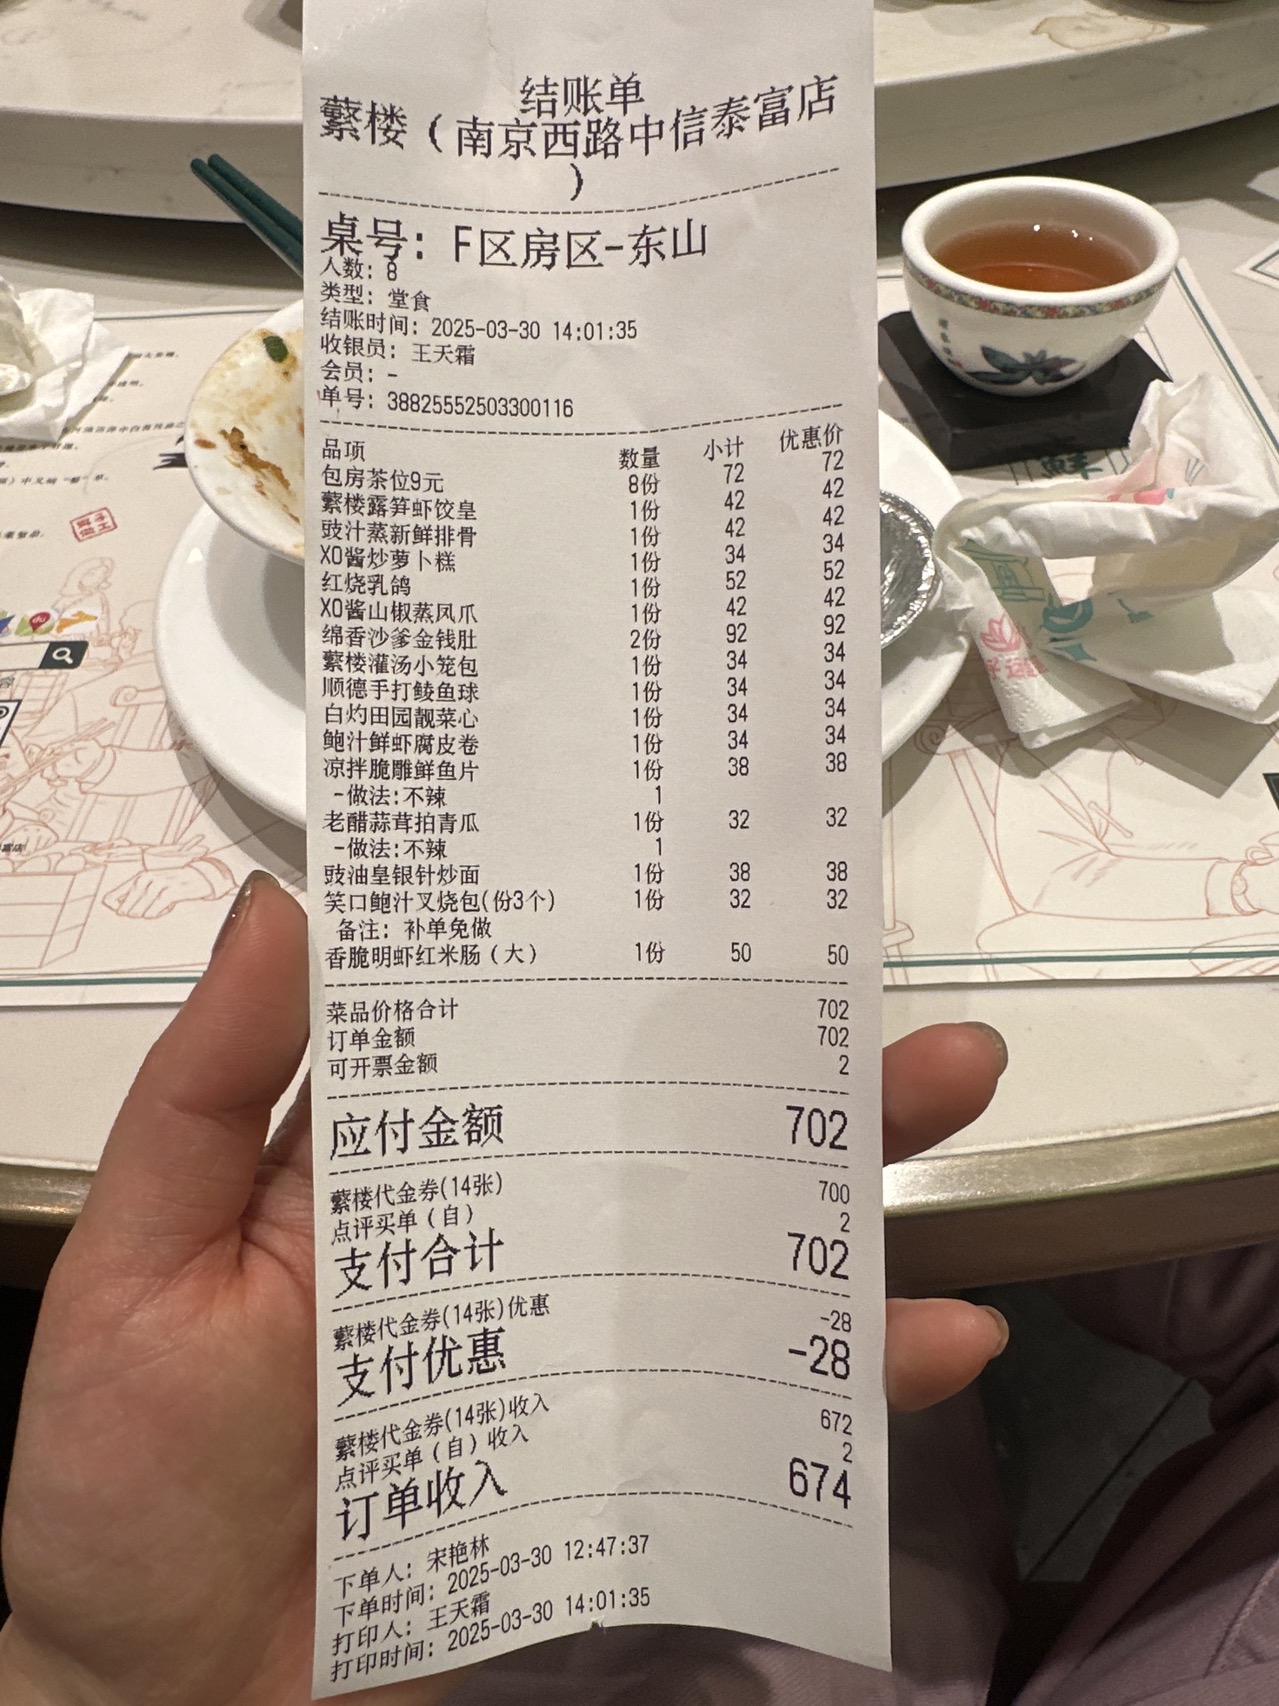 结账单
蘩楼（南京西路中信泰富店
）
桌号：F区房区-东山
人数：8
类型：堂食
结账时间：2025-03-30 14:01:35
收银员：王天霜
会员：-
单号：38825552503300116
品项 数量 小计 优惠价
包房茶位9元 8份 72 72
蘩楼露笋虾饺皇 1份 42 42
豉汁蒸新鲜排骨 1份 42 42
XO酱炒萝卜糕 1份 34 34
红烧乳鸽 1份 52 52
XO酱山椒蒸凤爪 1份 42 42
绵香沙爹金钱肚 2份 92 92
蘩楼灌汤小笼包 1份 34 34
顺德手打鲮鱼球 1份 34 34
白灼田园靓菜心 1份 34 34
鲍汁鲜虾腐皮卷 1份 34 34
凉拌脆雕鲜鱼片 1份 38 38
-做法:不辣 1
老醋蒜茸拍青瓜 1份 32 32
-做法:不辣 1
豉油皇银针炒面 1份 38 38
笑口鲍汁叉烧包(份3个) 1份 32 32
备注：补单免做
香脆明虾红米肠（大） 1份 50 50
菜品价格合计 702
订单金额 702
可开票金额 2
应付金额 702
蘩楼代金券(14张) 700
点评买单（自） 2
支付合计 702
蘩楼代金券(14张)优惠 -28
支付优惠 -28
蘩楼代金券(14张)收入 672
点评买单（自）收入 2
订单收入 674
下单人：宋艳林
下单时间：2025-03-30 12:47:37
打印人：王天霜
打印时间：2025-03-30 14:01:35